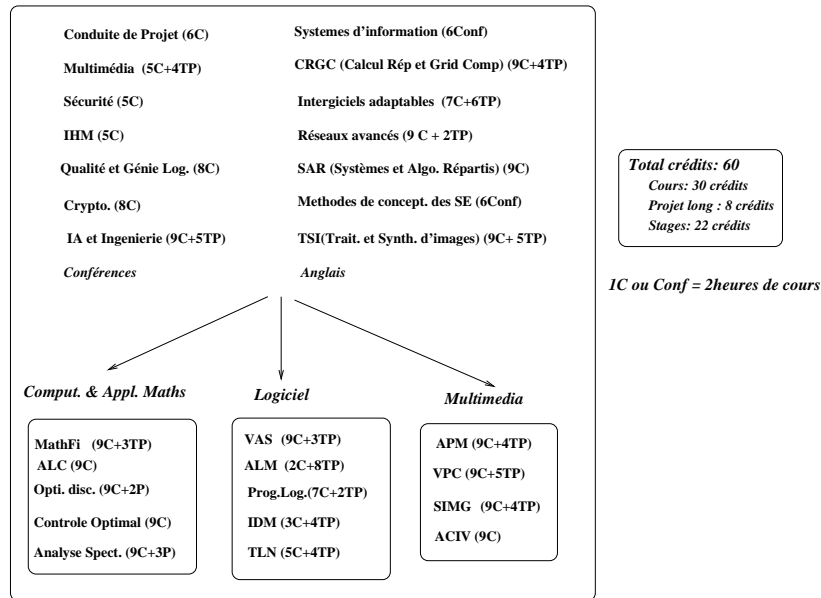 Conduite de Projet (6C)
Multimédia (5C+4TP)
Sécurité (5C)
IHM (5C)
Qualité et Génie Log. (8C)
Crypto. (8C)
IA et Ingenierie (9C+5TP)
Conférences
Systemes d'information (6Conf)
CRGC (Calcul Rép et Grid Comp) (9C+4TP)
Intergiciels adaptables (7C+6TP)
Réseaux avancés (9 C + 2TP)
SAR (Systèmes et Algo. Répartis) (9C)
Methodes de concept. des SE (6Conf)
TSI(Trait. et Synth. d'images) (9C+ 5TP)
Anglais
Total crédits: 60
Cours: 30 crédits
Projet long : 8 crédits
Stages: 22 crédits
1C ou Conf = 2heures de cours
Comput. & Appl. Maths
MathFi (9C+3TP)
ALC (9C)
Opti. disc. (9C+2P)
Controle Optimal (9C)
Analyse Spect. (9C+3P)
Logiciel
VAS (9C+3TP)
ALM (2C+8TP)
Prog.Log.(7C+2TP)
IDM (3C+4TP)
TLN (5C+4TP)
Multimedia
APM (9C+4TP)
VPC (9C+5TP)
SIMG (9C+4TP)
ACIV (9C)